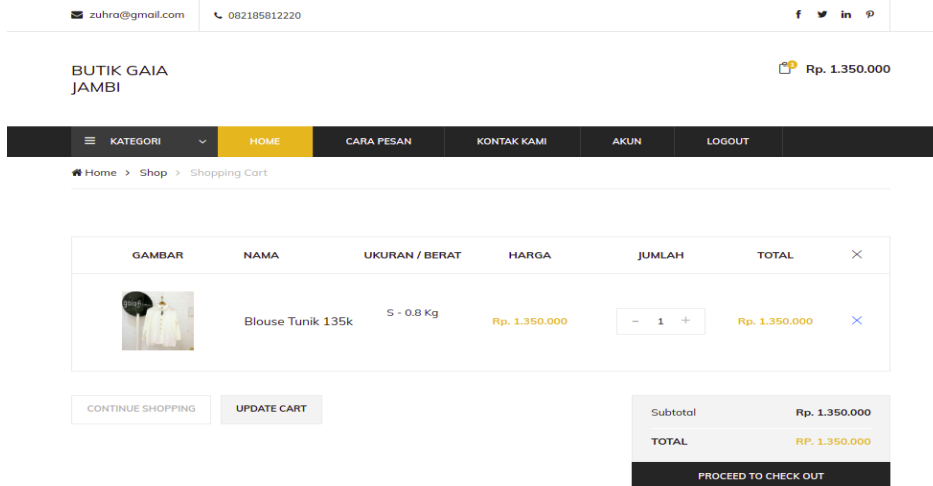 zuhra@gmail.com 082185812220
BUTIK GAIA
JAMBI
1 Rp. 1.350.000
KATEGORI HOME CARA PESAN KONTAK KAMI AKUN LOGOUT
Home > Shop > Shopping Cart
GAMBAR NAMA UKURAN / BERAT HARGA JUMLAH TOTAL
Blouse Tunik 135k S - 0.8 Kg Rp. 1.350.000 - 1 + Rp. 1.350.000
CONTINUE SHOPPING UPDATE CART
Subtotal Rp. 1.350.000
TOTAL RP. 1.350.000
PROCEED TO CHECK OUT